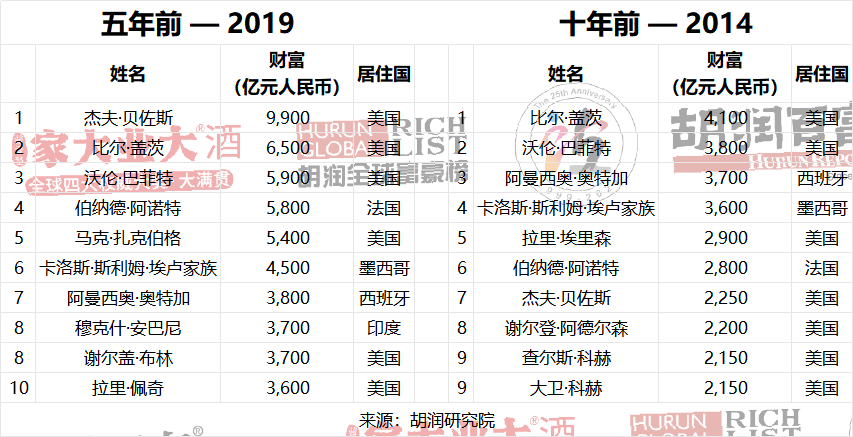 五年前 — 2019 十年前 — 2014
姓名 财富（亿元人民币） 居住国 姓名 财富（亿元人民币） 居住国
1 杰夫·贝佐斯 9,900 美国 1 比尔·盖茨 4,100 美国
2 比尔·盖茨 6,500 美国 2 沃伦·巴菲特 3,800 美国
3 沃伦·巴菲特 5,900 美国 3 阿曼西奥·奥特加 3,700 西班牙
4 伯纳德·阿诺特 5,800 法国 4 卡洛斯·斯利姆·埃卢家族 3,600 墨西哥
5 马克·扎克伯格 5,400 美国 5 拉里·埃里森 2,900 美国
6 卡洛斯·斯利姆·埃卢家族 4,500 墨西哥 6 伯纳德·阿诺特 2,800 法国
7 阿曼西奥·奥特加 3,800 西班牙 7 杰夫·贝佐斯 2,250 美国
8 穆克什·安巴尼 3,700 印度 8 谢尔登·阿德尔森 2,200 美国
8 谢尔盖·布林 3,700 美国 9 查尔斯·科赫 2,150 美国
10 拉里·佩奇 3,600 美国 9 大卫·科赫 2,150 美国
来源：胡润研究院
家大业大®酒
HURUN GLOBAL RICH LIST
胡润全球富豪榜
The 25th Anniversary
胡润百富
HURUN REPORT
HURUN GLOBAL RICH LIST